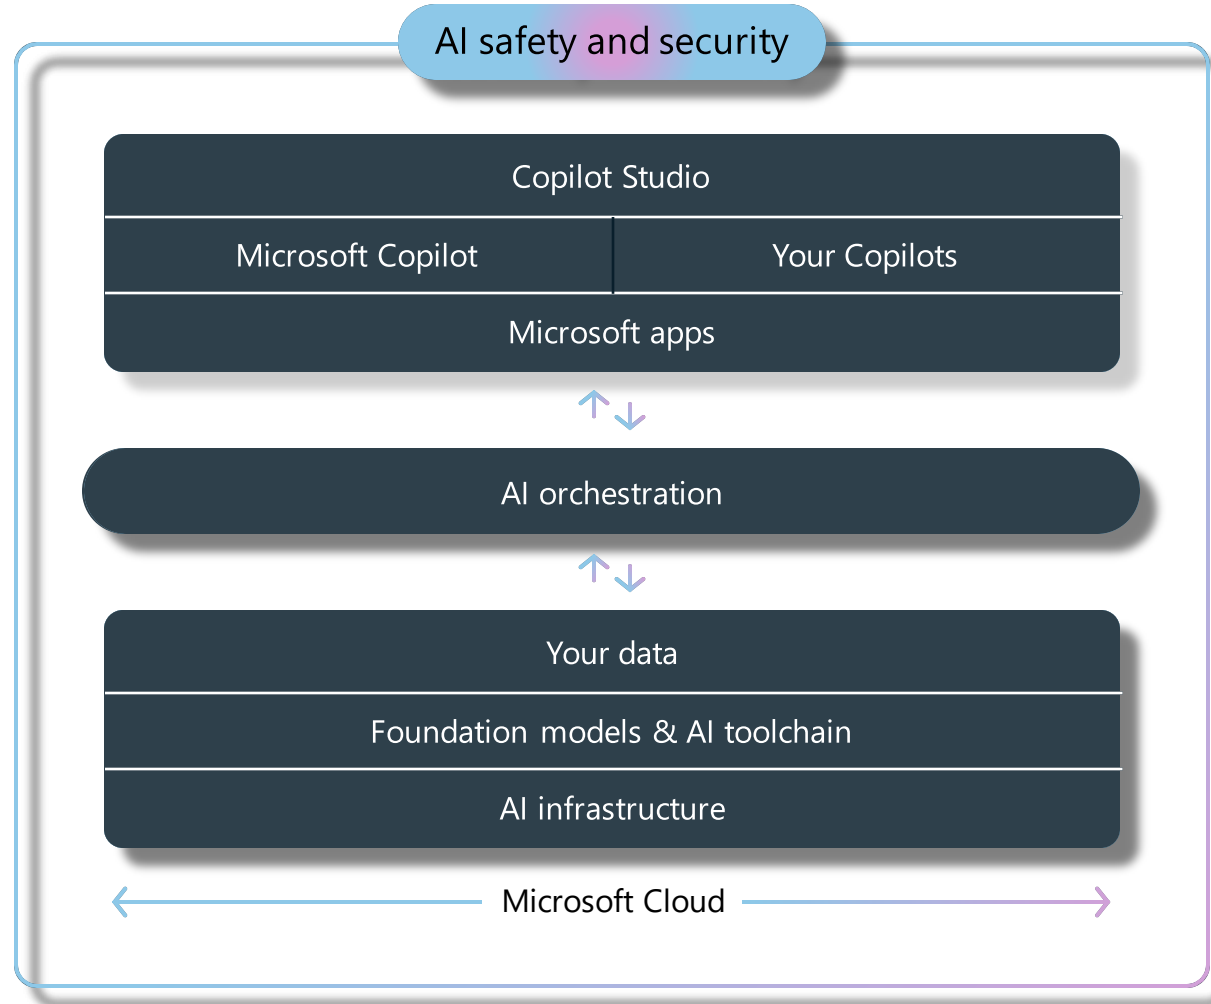 AI safety and security
Copilot Studio
Microsoft Copilot
Your Copilots
Microsoft apps
AI orchestration
Your data
Foundation models & AI toolchain
AI infrastructure
Microsoft Cloud